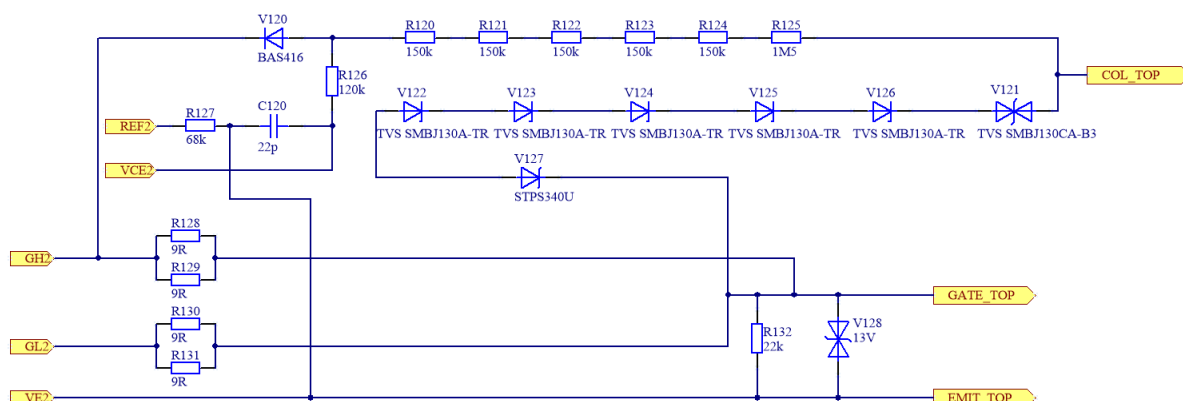 V120
BAS416
R120
150k
R121
150k
R122
150k
R123
150k
R124
150k
R125
1M5
COL_TOP
R126
120k
V122
TVS SMBJ130A-TR
V123
TVS SMBJ130A-TR
V124
TVS SMBJ130A-TR
V125
TVS SMBJ130A-TR
V126
TVS SMBJ130A-TR
V121
TVS SMBJ130CA-B3
REF2
R127
68k
C120
22p
VCE2
V127
STPS340U
R128
9R
GH2
R129
9R
GATE_TOP
R130
9R
GL2
R131
9R
R132
22k
V128
13V
VE2
EMIT_TOP